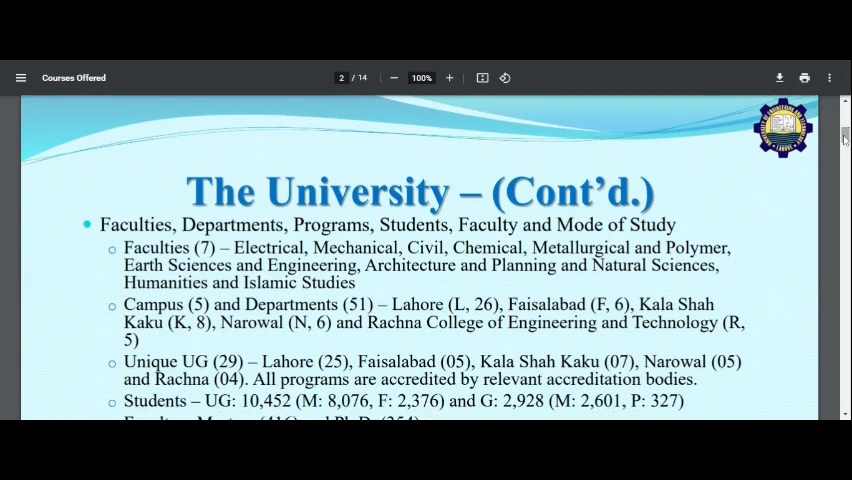 Courses Offered
2 / 14
100%
The University – (Cont’d.)
Faculties, Departments, Programs, Students, Faculty and Mode of Study
Faculties (7) – Electrical, Mechanical, Civil, Chemical, Metallurgical and Polymer,
Earth Sciences and Engineering, Architecture and Planning and Natural Sciences,
Humanities and Islamic Studies
Campus (5) and Departments (51) – Lahore (L, 26), Faisalabad (F, 6), Kala Shah
Kaku (K, 8), Narowal (N, 6) and Rachna College of Engineering and Technology (R,
5)
Unique UG (29) – Lahore (25), Faisalabad (05), Kala Shah Kaku (07), Narowal (05)
and Rachna (04). All programs are accredited by relevant accreditation bodies.
Students – UG: 10,452 (M: 8,076, F: 2,376) and G: 2,928 (M: 2,601, P: 327)